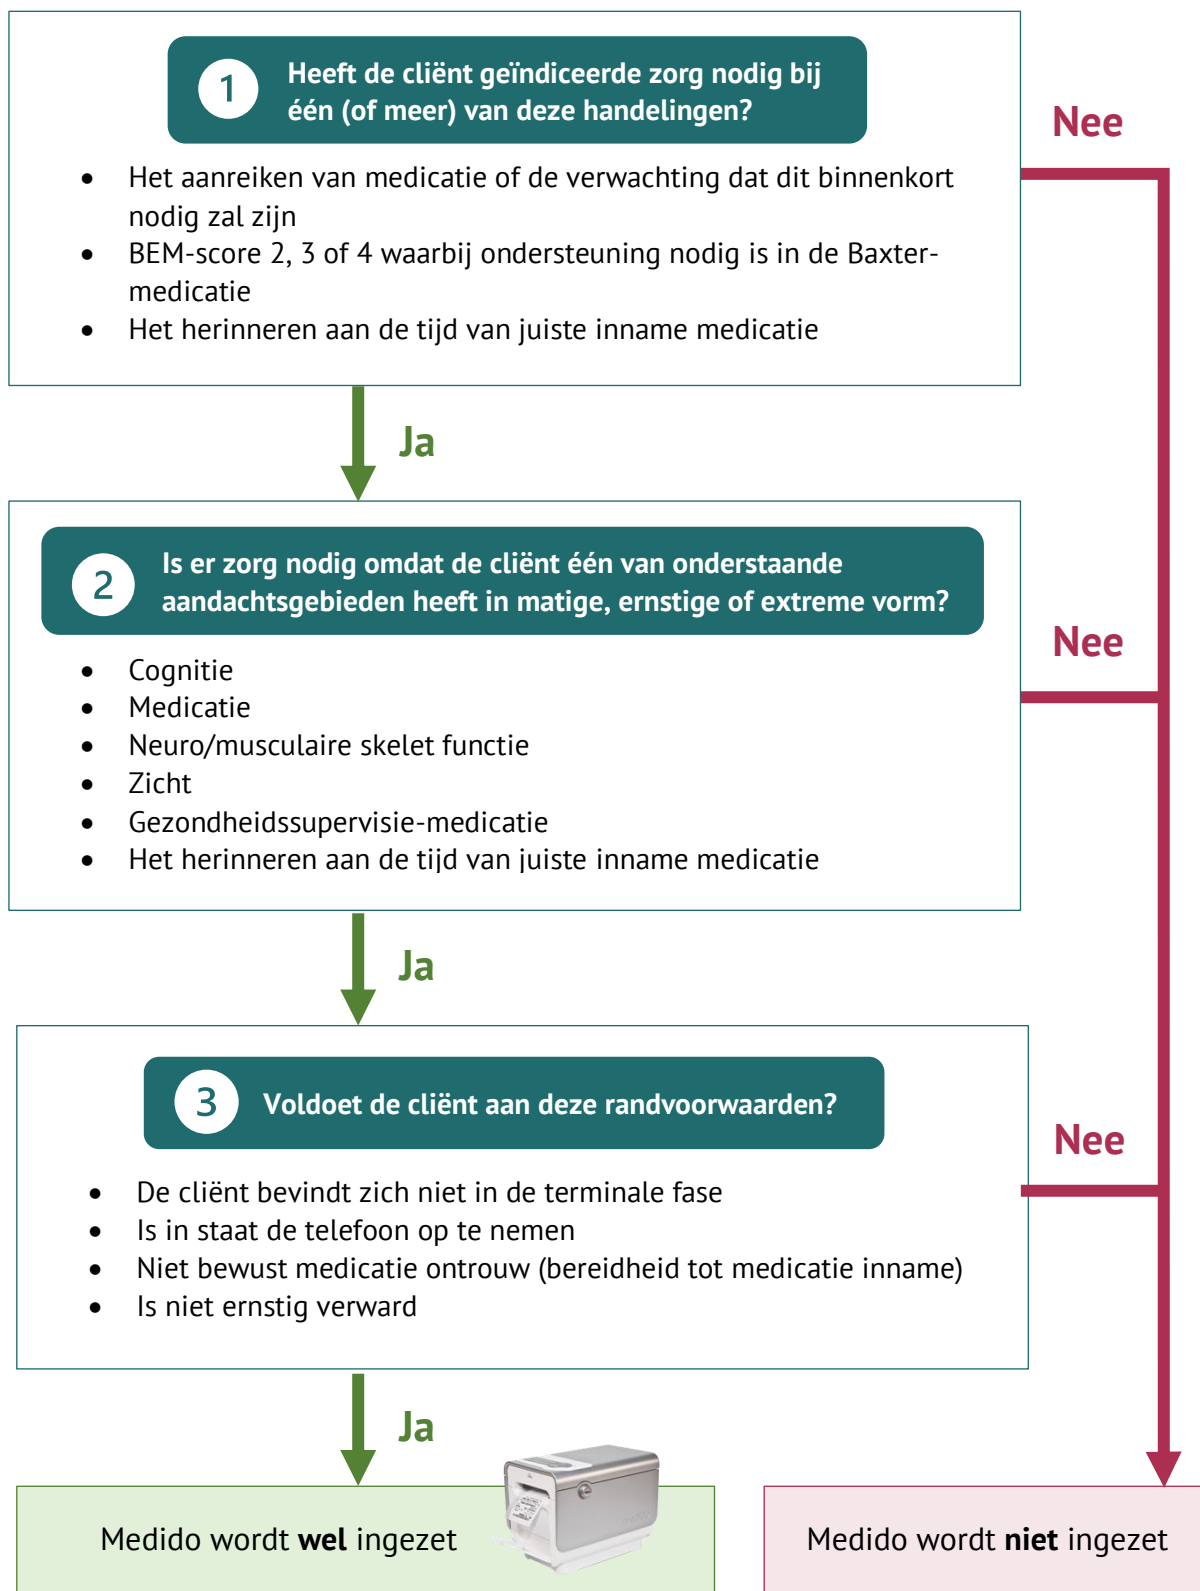 1
Heeft de cliënt geïndiceerde zorg nodig bij
één (of meer) van deze handelingen?
Nee
• Het aanreiken van medicatie of de verwachting dat dit binnenkort
nodig zal zijn
• BEM-score 2, 3 of 4 waarbij ondersteuning nodig is in de Baxter-
medicatie
• Het herinneren aan de tijd van juiste inname medicatie
Ja
2
Is er zorg nodig omdat de cliënt één van onderstaande
aandachtsgebieden heeft in matige, ernstige of extreme vorm?
Nee
• Cognitie
• Medicatie
• Neuro/musculaire skelet functie
• Zicht
• Gezondheidssupervisie-medicatie
• Het herinneren aan de tijd van juiste inname medicatie
Ja
3
Voldoet de cliënt aan deze randvoorwaarden?
Nee
• De cliënt bevindt zich niet in de terminale fase
• Is in staat de telefoon op te nemen
• Niet bewust medicatie ontrouw (bereidheid tot medicatie inname)
• Is niet ernstig verward
Ja
Medido wordt wel ingezet
Medido wordt niet ingezet